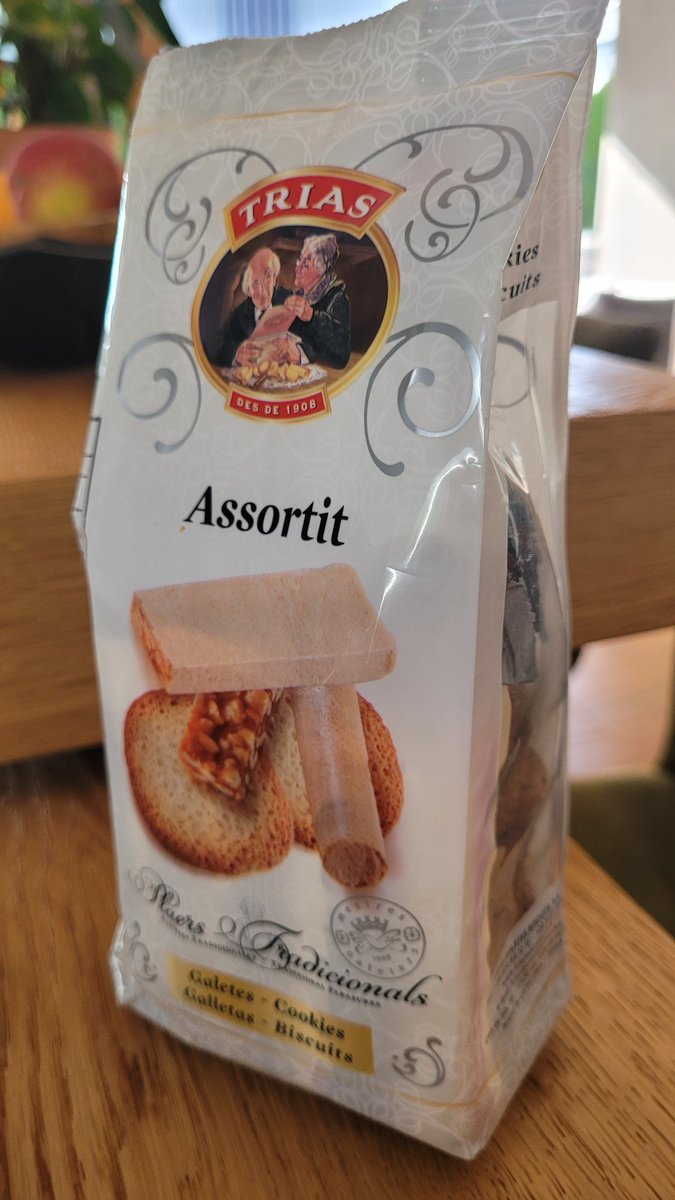 TRIAS
DES DE 1908
Assortit
Plaers Tradicionals
Galetes - Cookies
Galletas - Biscuits
kies
cuits